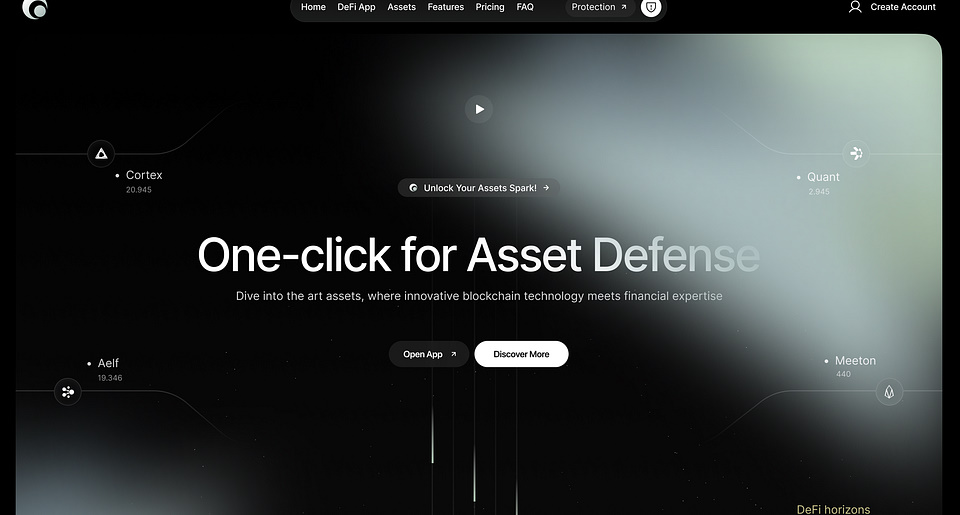 Home DeFi App Assets Features Pricing FAQ Protection Create Account
Cortex
20.945
Quant
2.945
Unlock Your Assets Spark!
One-click for Asset Defense
Dive into the art assets, where innovative blockchain technology meets financial expertise
Open App Discover More
Aelf
19.346
Meeton
440
DeFi horizons